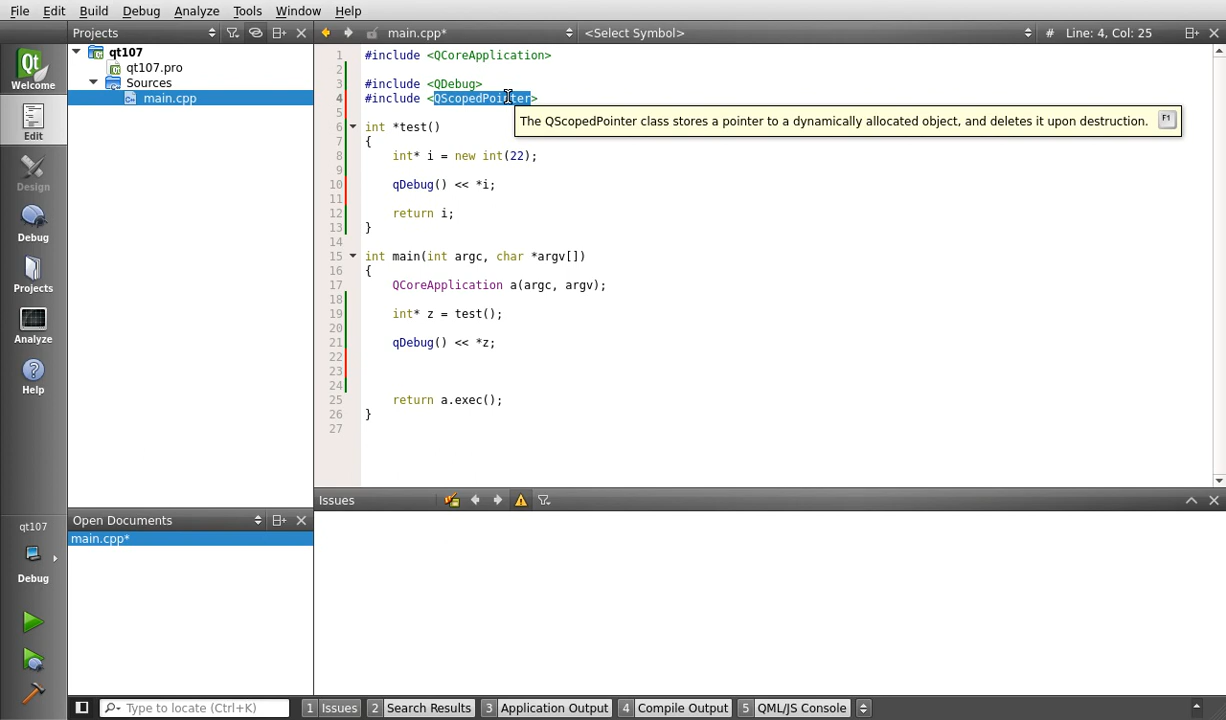 File Edit Build Debug Analyze Tools Window Help
Projects
main.cpp*
<Select Symbol>
# Line: 4, Col: 25
Qt
Welcome
Edit
Design
Debug
Projects
Analyze
Help
qt107
Debug
qt107
qt107.pro
Sources
main.cpp
1 #include <QCoreApplication>
2
3 #include <QDebug>
4 #include <QScopedPointer>
The QScopedPointer class stores a pointer to a dynamically allocated object, and deletes it upon destruction. F1
5
6 int *test()
7 {
8     int* i = new int(22);
9
10     qDebug() << *i;
11
12     return i;
13 }
14
15 int main(int argc, char *argv[])
16 {
17     QCoreApplication a(argc, argv);
18
19     int* z = test();
20
21     qDebug() << *z;
22
23
24
25     return a.exec();
26 }
27
Open Documents
main.cpp*
Issues
Type to locate (Ctrl+K)
1 Issues
2 Search Results
3 Application Output
4 Compile Output
5 QML/JS Console